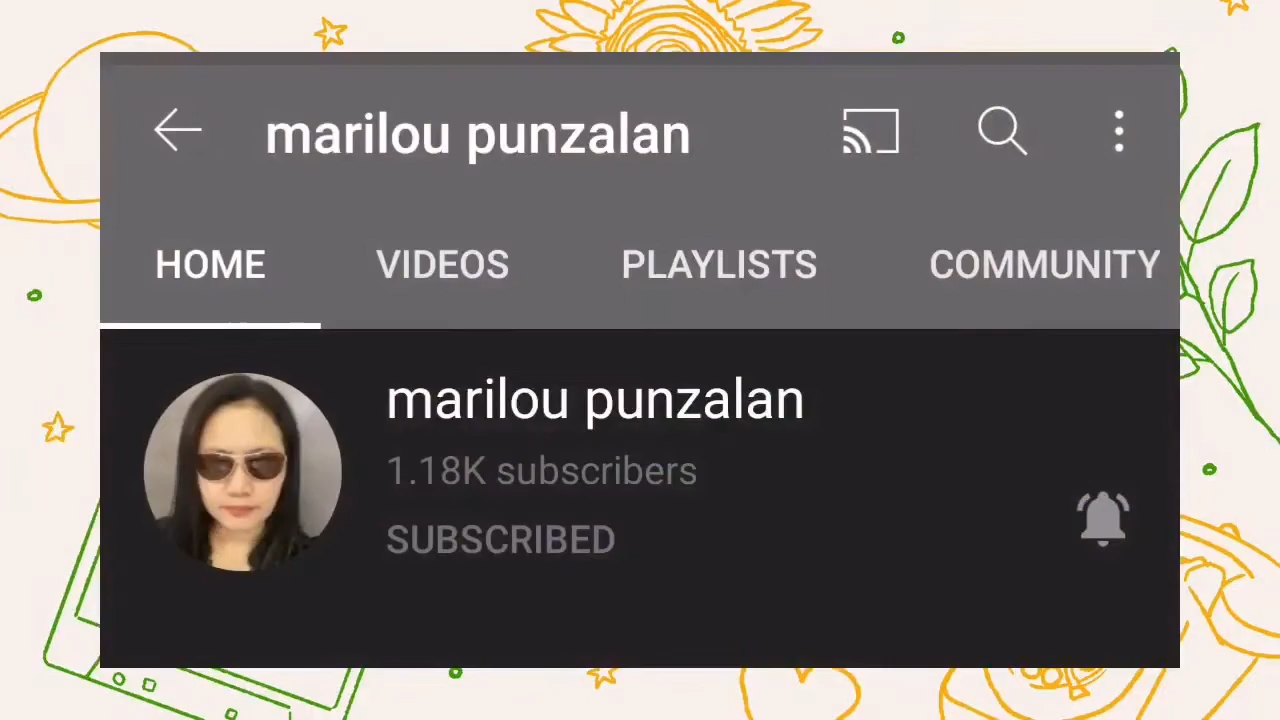 marilou punzalan
HOME VIDEOS PLAYLISTS COMMUNITY
marilou punzalan
1.18K subscribers
SUBSCRIBED